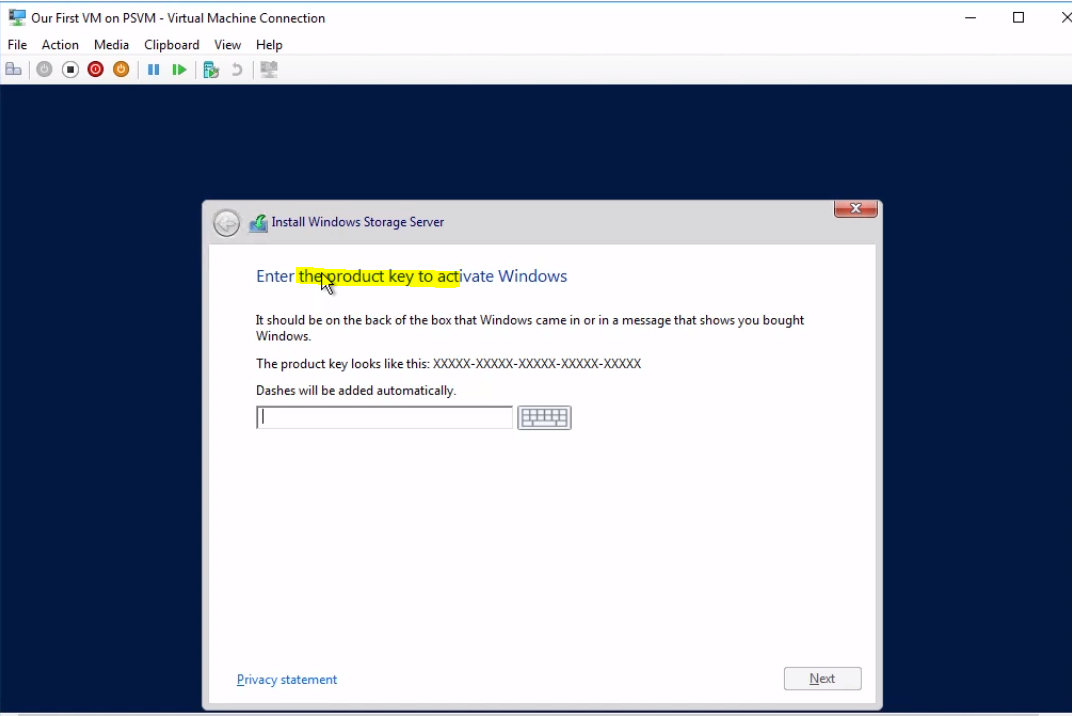 Our First VM on PSVM - Virtual Machine Connection
File Action Media Clipboard View Help
Install Windows Storage Server
Enter the product key to activate Windows
It should be on the back of the box that Windows came in or in a message that shows you bought
Windows.
The product key looks like this: XXXXX-XXXXX-XXXXX-XXXXX-XXXXX
Dashes will be added automatically.
Privacy statement
Next